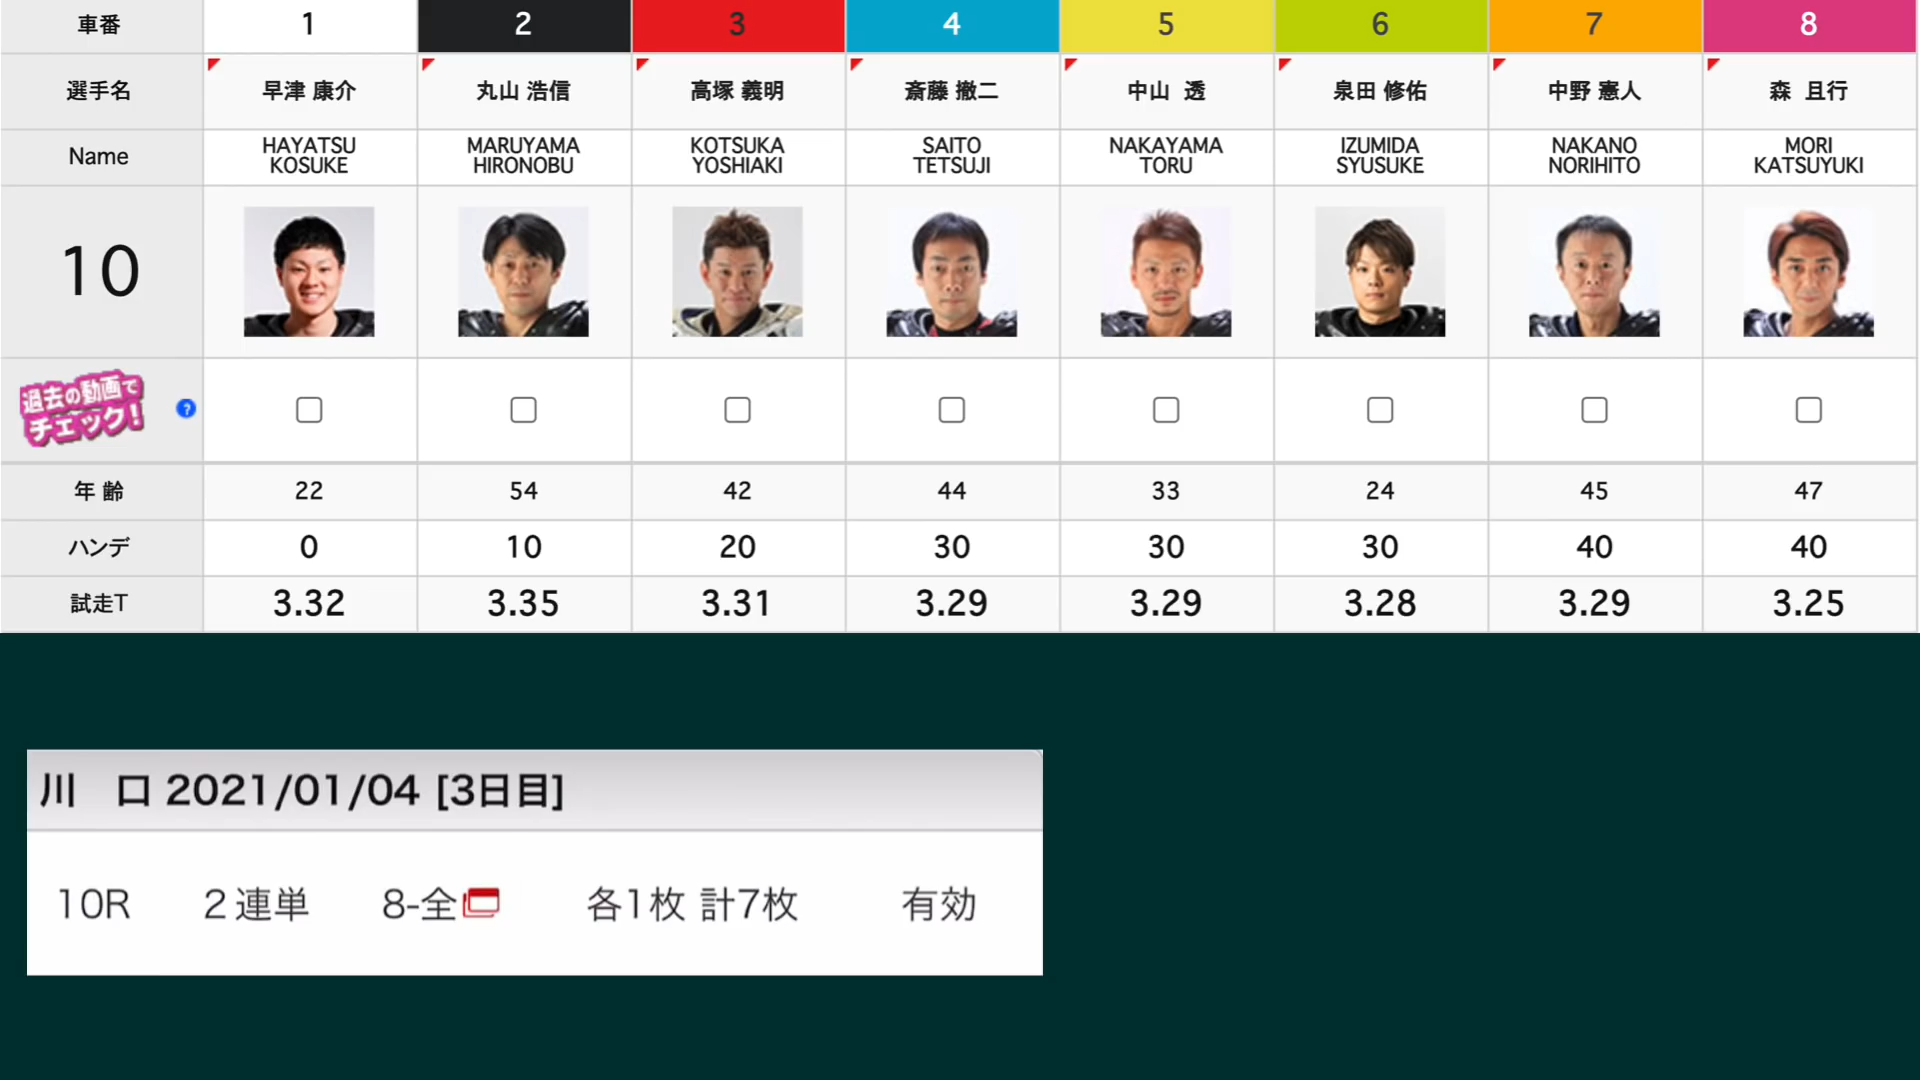 車番 1 2 3 4 5 6 7 8
選手名 早津 康介 丸山 浩信 高塚 義明 斎藤 撤二 中山 透 泉田 修佑 中野 憲人 森 且行
Name HAYATSU KOSUKE MARUYAMA HIRONOBU KOTSUKA YOSHIAKI SAITO TETSUJI NAKAYAMA TORU IZUMIDA SYUSUKE NAKANO NORIHITO MORI KATSUYUKI
10
過去の動画で
チェック!
?
年 齢 22 54 42 44 33 24 45 47
ハンデ 0 10 20 30 30 30 40 40
試走T 3.32 3.35 3.31 3.29 3.29 3.28 3.29 3.25
川 口 2021/01/04 [3日目]
10R 2連単 8-全 各1枚 計7枚 有効